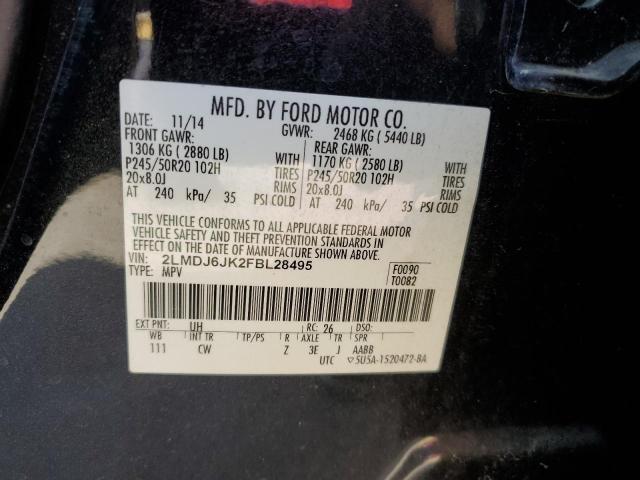 MFD. BY FORD MOTOR CO.
DATE: 11/14 GVWR: 2468 KG ( 5440 LB)
FRONT GAWR: REAR GAWR:
1306 KG ( 2880 LB) WITH 1170 KG ( 2580 LB) WITH
P245/50R20 102H TIRES P245/50R20 102H TIRES
20x8.0J RIMS 20x8.0J RIMS
AT 240 kPa/ 35 PSI COLD AT 240 kPa/ 35 PSI COLD
THIS VEHICLE CONFORMS TO ALL APPLICABLE FEDERAL MOTOR
VEHICLE SAFETY AND THEFT PREVENTION STANDARDS IN
EFFECT ON THE DATE OF MANUFACTURE SHOWN ABOVE.
VIN: 2LMDJ6JK2FBL28495 F0090
TYPE: MPV T0082
EXT PNT: UH RC: 26 DSO:
WB INT TR TP/PS R AXLE TR SPR
111 CW Z 3E J AABB
UTC ▽5U5A-1520472-BA